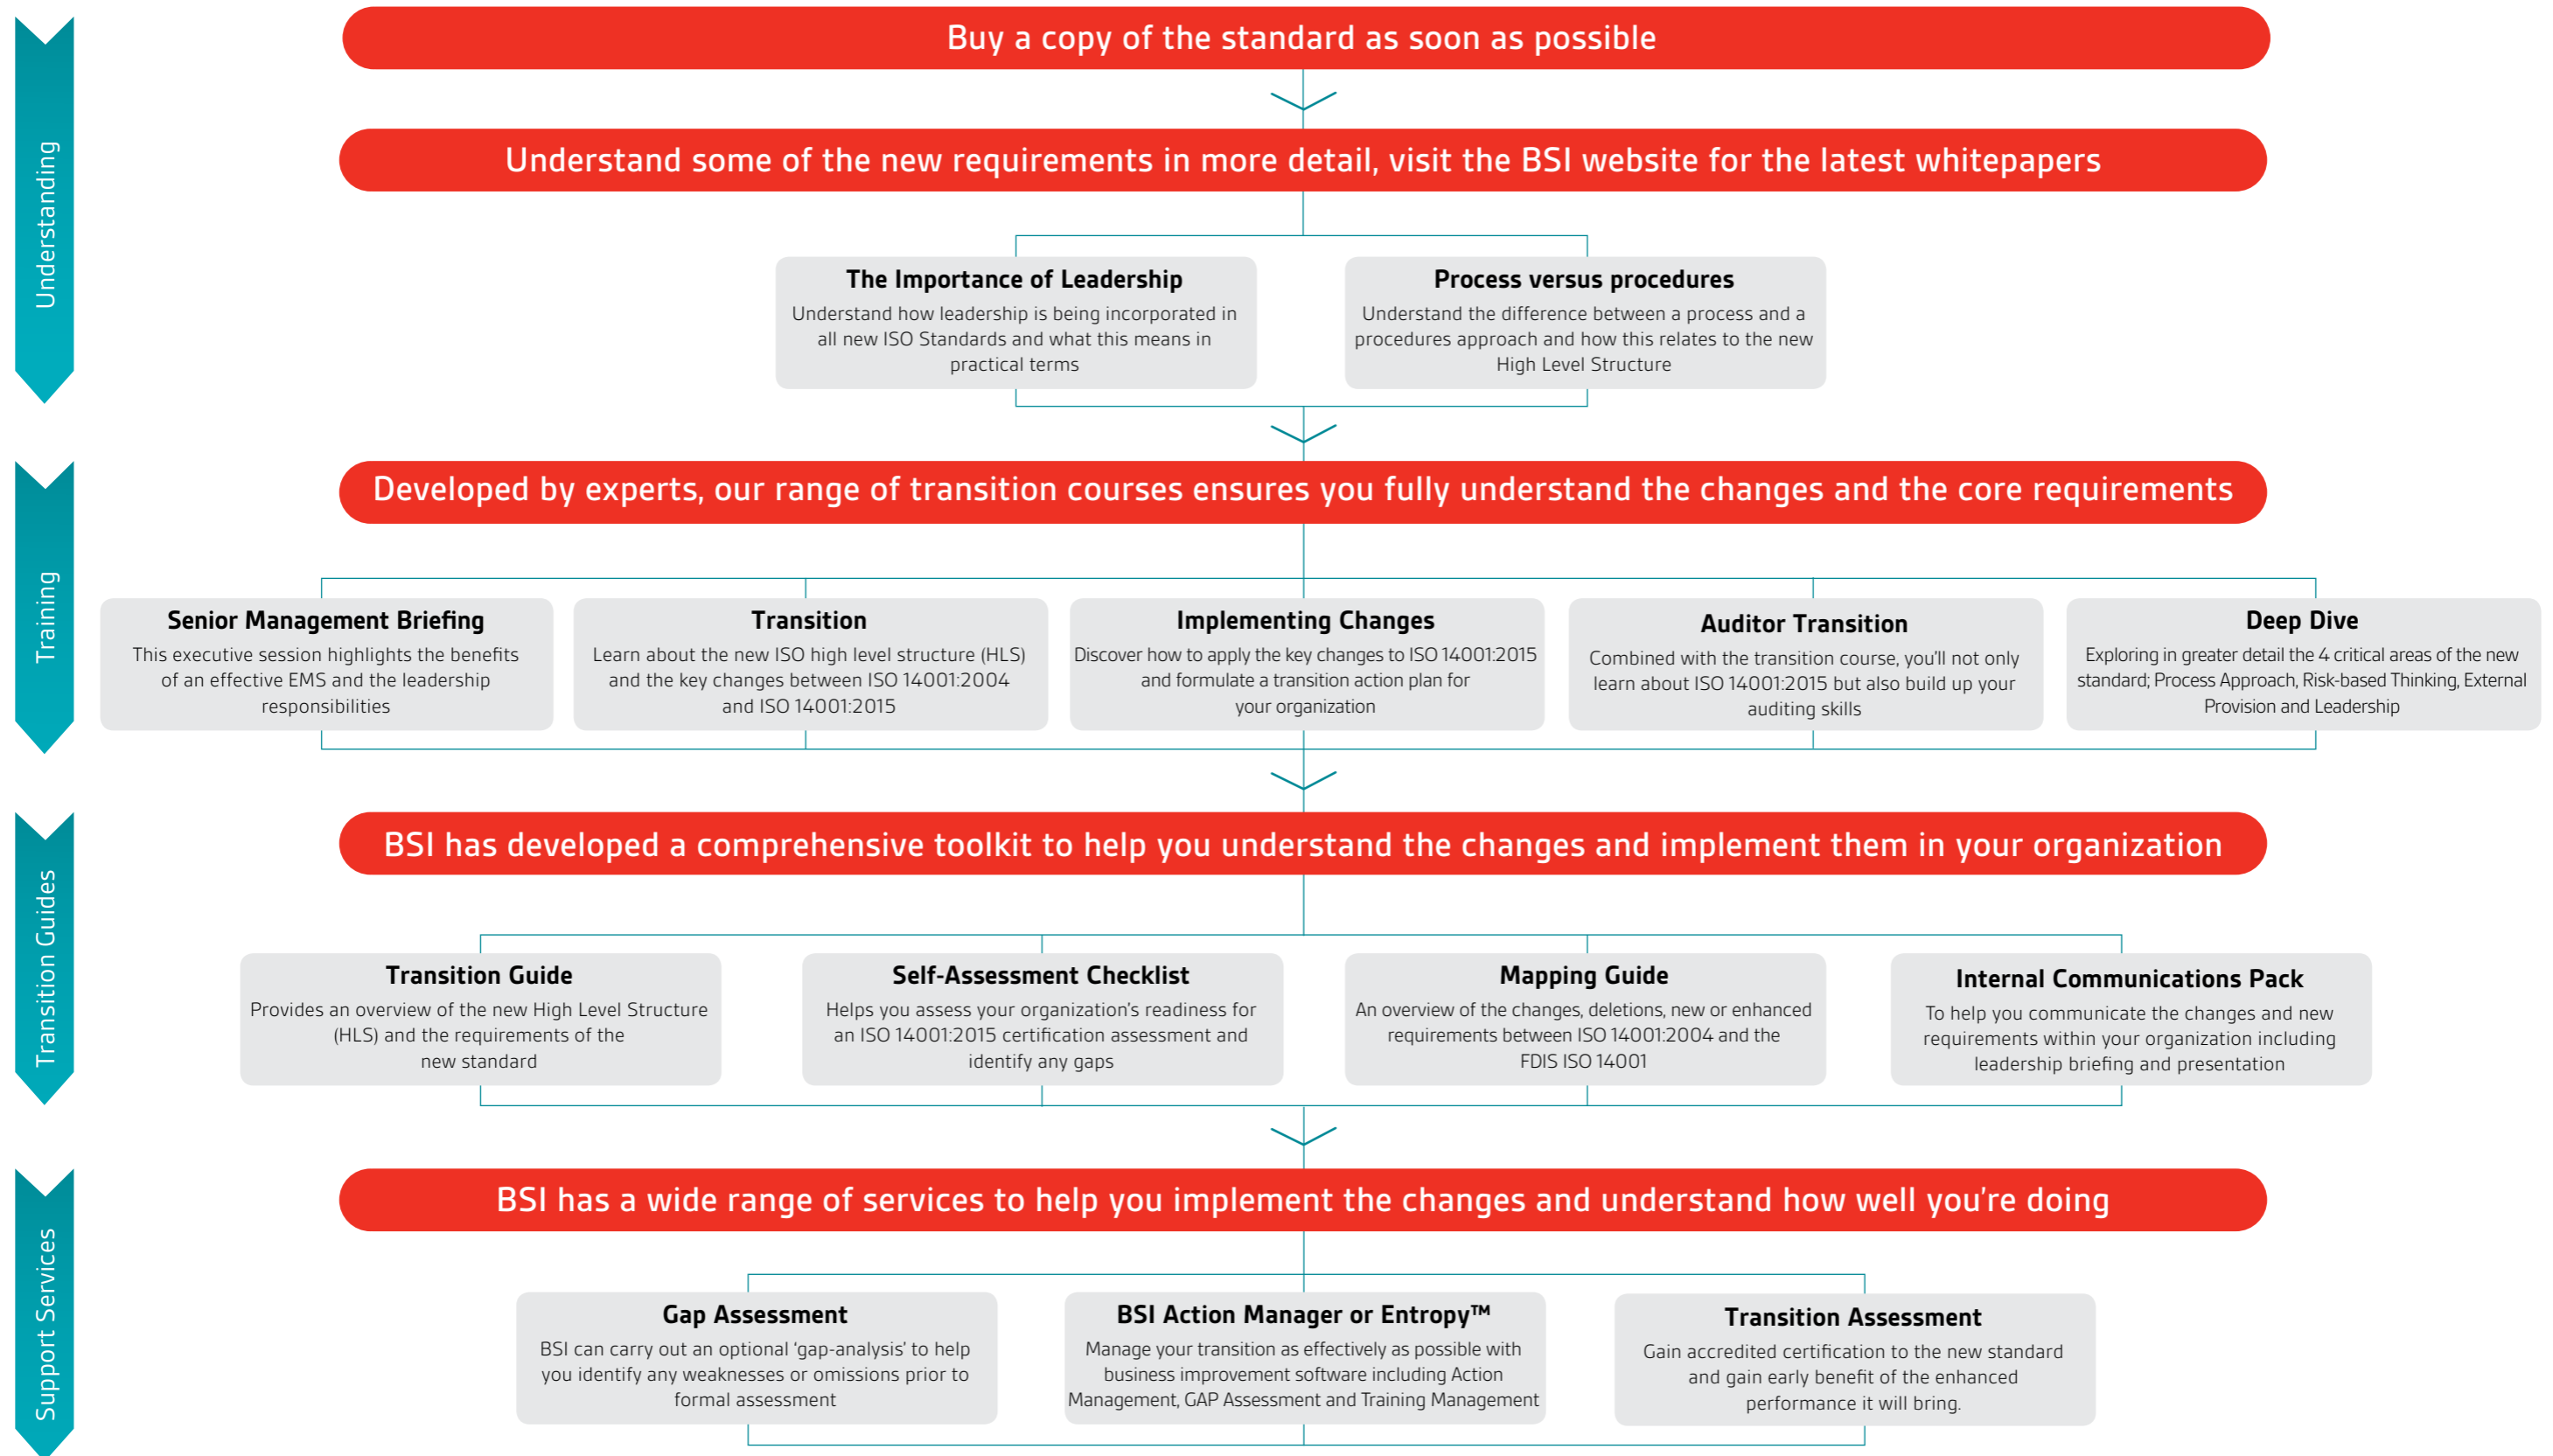 Understanding
Buy a copy of the standard as soon as possible
Understand some of the new requirements in more detail, visit the BSI website for the latest whitepapers
The Importance of Leadership
Understand how leadership is being incorporated in
all new ISO Standards and what this means in
practical terms
Process versus procedures
Understand the difference between a process and a
procedures approach and how this relates to the new
High Level Structure
Training
Developed by experts, our range of transition courses ensures you fully understand the changes and the core requirements
Senior Management Briefing
This executive session highlights the benefits
of an effective EMS and the leadership
responsibilities
Transition
Learn about the new ISO high level structure (HLS)
and the key changes between ISO 14001:2004
and ISO 14001:2015
Implementing Changes
Discover how to apply the key changes to ISO 14001:2015
and formulate a transition action plan for
your organization
Auditor Transition
Combined with the transition course, you'll not only
learn about ISO 14001:2015 but also build up your
auditing skills
Deep Dive
Exploring in greater detail the 4 critical areas of the new
standard; Process Approach, Risk-based Thinking, External
Provision and Leadership
Transition Guides
BSI has developed a comprehensive toolkit to help you understand the changes and implement them in your organization
Transition Guide
Provides an overview of the new High Level Structure
(HLS) and the requirements of the
new standard
Self-Assessment Checklist
Helps you assess your organization's readiness for
an ISO 14001:2015 certification assessment and
identify any gaps
Mapping Guide
An overview of the changes, deletions, new or enhanced
requirements between ISO 14001:2004 and the
FDIS ISO 14001
Internal Communications Pack
To help you communicate the changes and new
requirements within your organization including
leadership briefing and presentation
Support Services
BSI has a wide range of services to help you implement the changes and understand how well you're doing
Gap Assessment
BSI can carry out an optional 'gap-analysis' to help
you identify any weaknesses or omissions prior to
formal assessment
BSI Action Manager or Entropy™
Manage your transition as effectively as possible with
business improvement software including Action
Management, GAP Assessment and Training Management
Transition Assessment
Gain accredited certification to the new standard
and gain early benefit of the enhanced
performance it will bring.